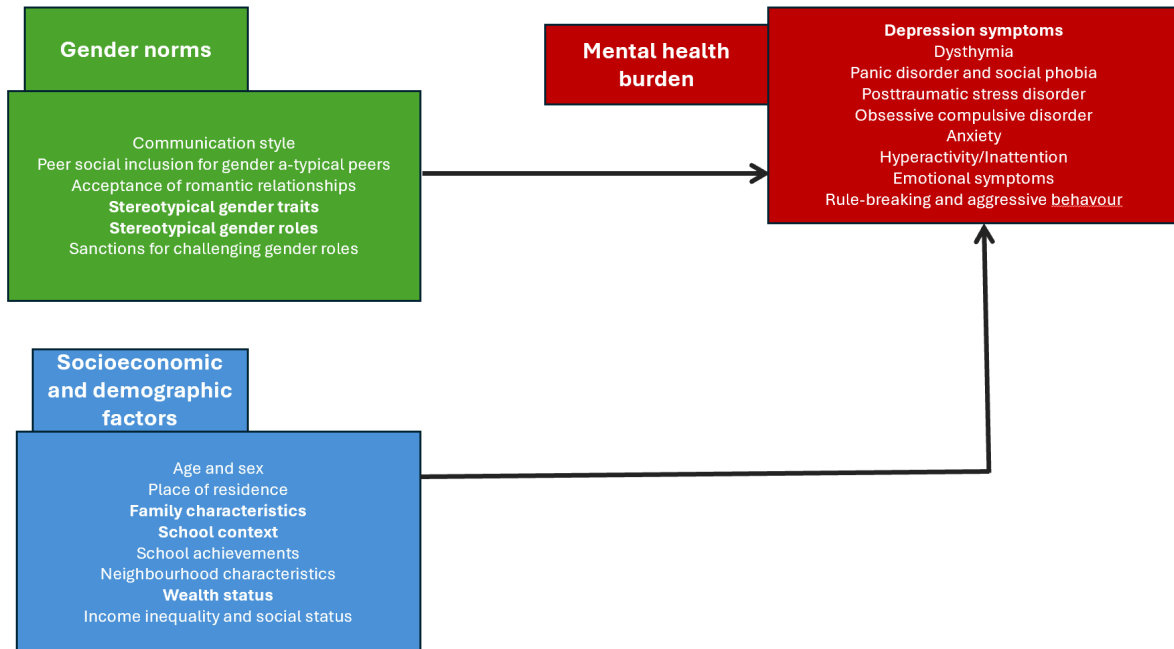 Gender norms
Communication style
Peer social inclusion for gender a-typical peers
Acceptance of romantic relationships
Stereotypical gender traits
Stereotypical gender roles
Sanctions for challenging gender roles
Mental health
burden
Depression symptoms
Dysthymia
Panic disorder and social phobia
Posttraumatic stress disorder
Obsessive compulsive disorder
Anxiety
Hyperactivity/Inattention
Emotional symptoms
Rule-breaking and aggressive behavour
Socioeconomic
and demographic
factors
Age and sex
Place of residence
Family characteristics
School context
School achievements
Neighbourhood characteristics
Wealth status
Income inequality and social status